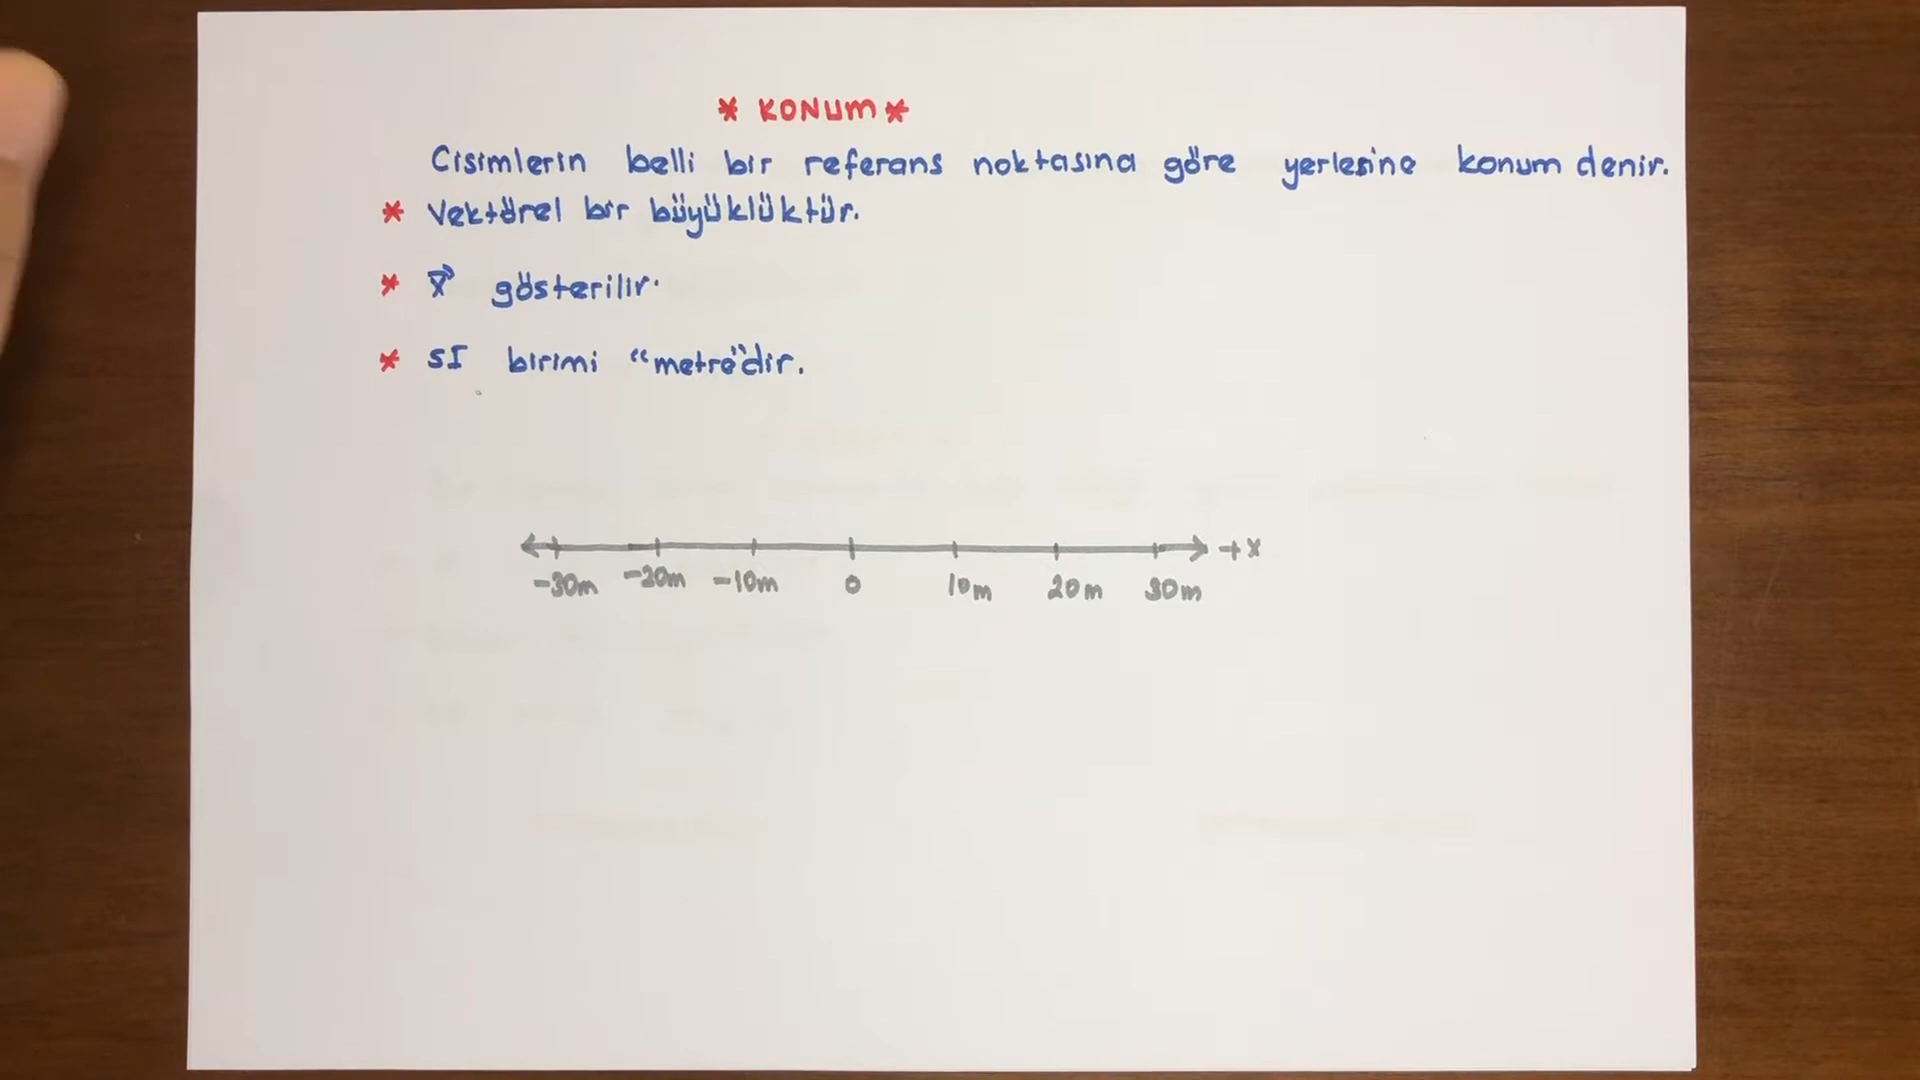 * KONUM *
Cisimlerin belli bir referans noktasına göre yerlesine konum denir.
* Vektörel bir büyüklüktür.
* x⃗ gösterilir.
* SI birimi "metre"dir.
-30m -20m -10m 0 10m 20m 30m +x